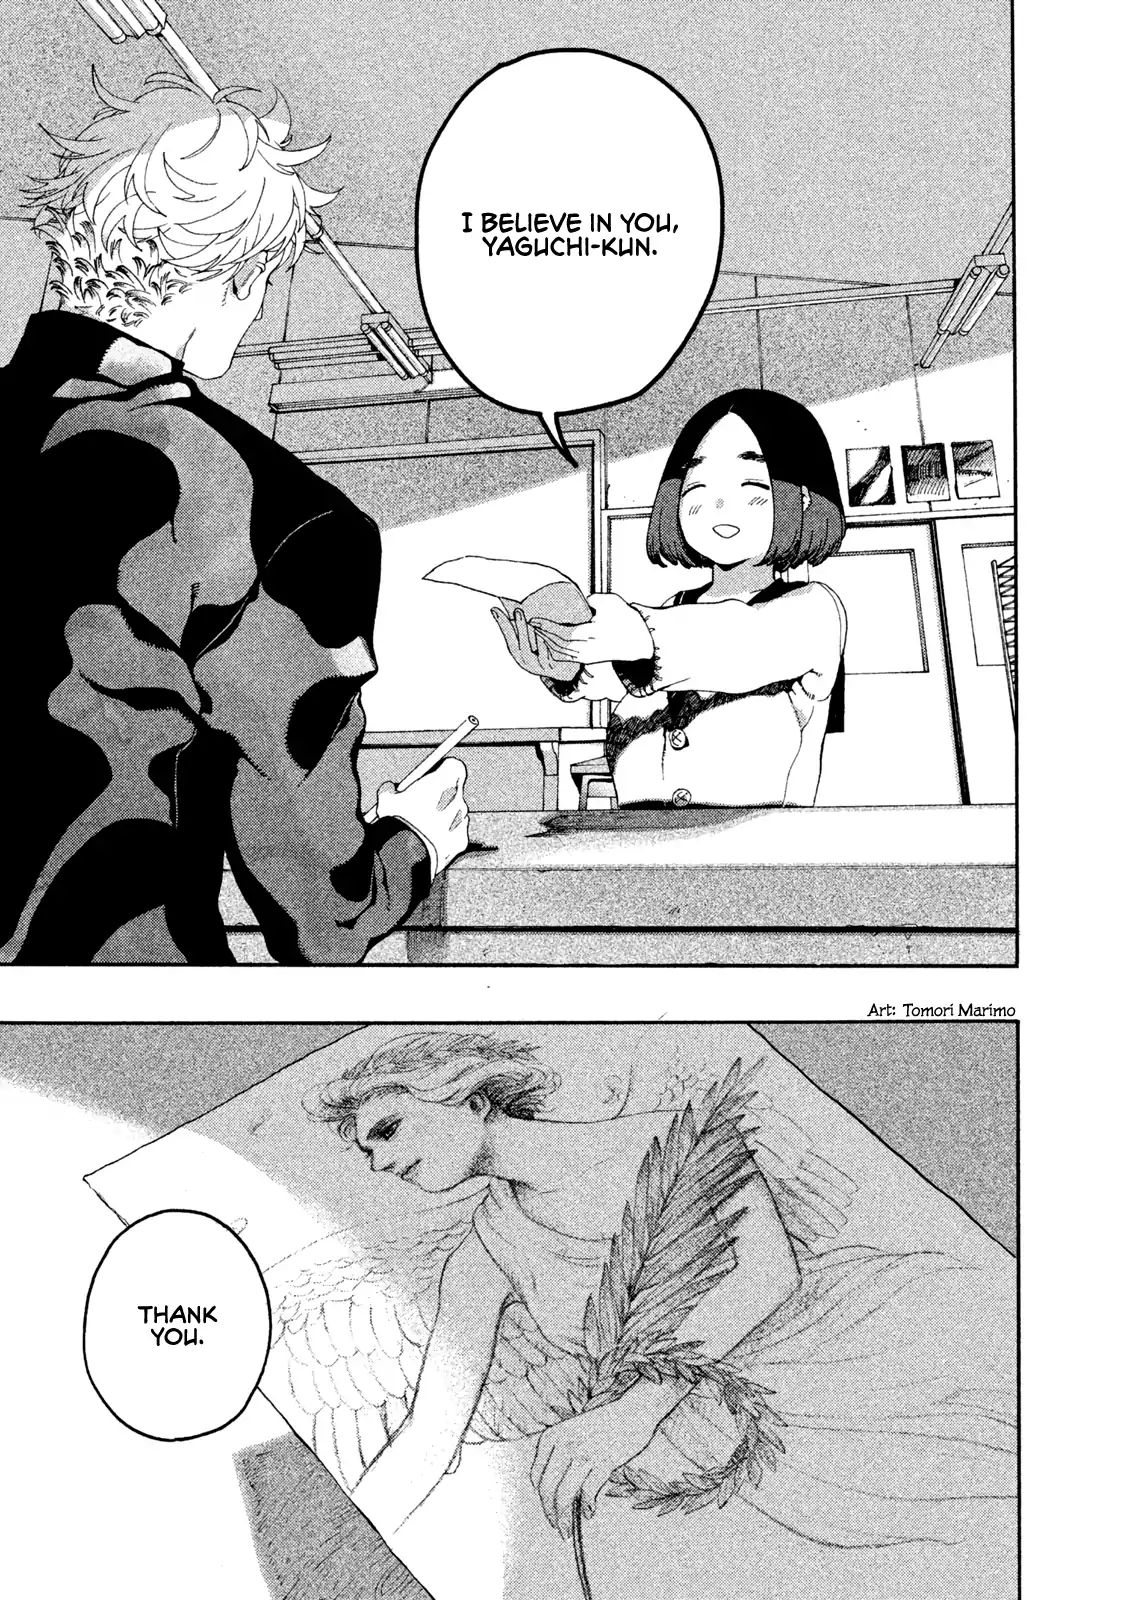 I BELIEVE IN YOU,
YAGUCHI-KUN.
Art: Tomori Marimo
THANK
YOU.